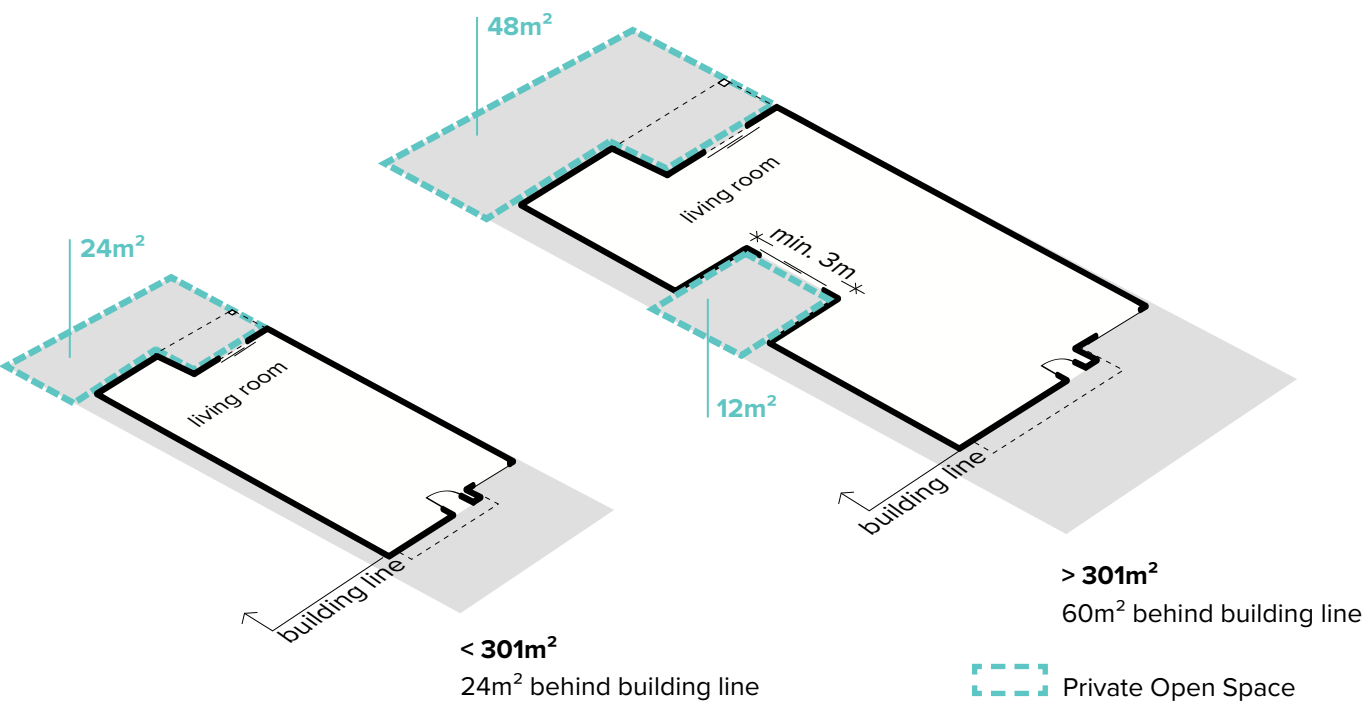 48m²
24m²
living room
min. 3m
living room
12m²
building line
building line
> 301m²
60m² behind building line
< 301m²
24m² behind building line
Private Open Space